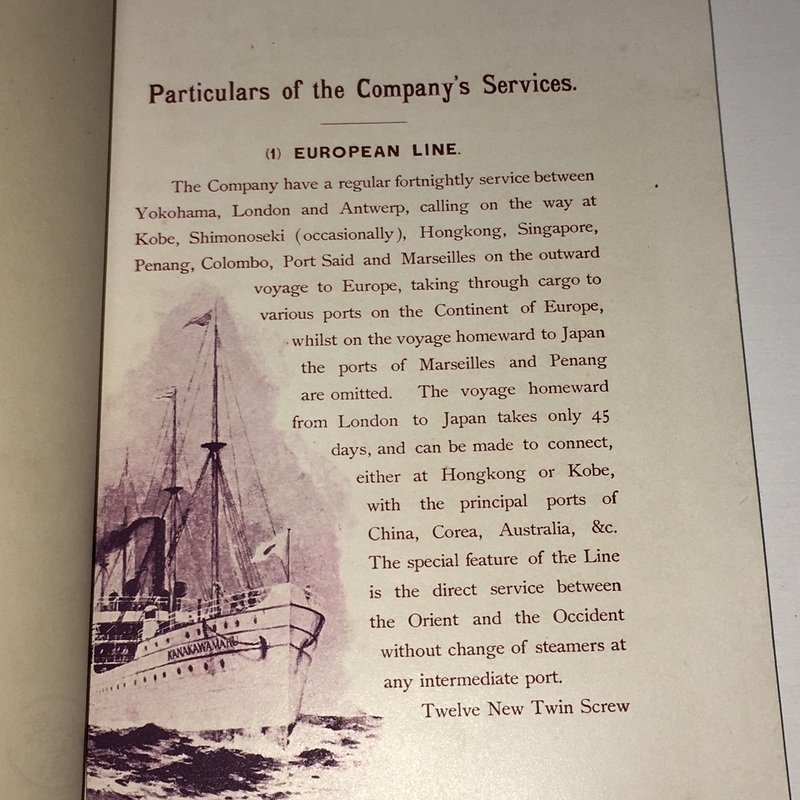 Particulars of the Company's Services.
(1) EUROPEAN LINE.
The Company have a regular fortnightly service between
Yokohama, London and Antwerp, calling on the way at
Kobe, Shimonoseki (occasionally), Hongkong, Singapore,
Penang, Colombo, Port Said and Marseilles on the outward
voyage to Europe, taking through cargo to
various ports on the Continent of Europe,
whilst on the voyage homeward to Japan
the ports of Marseilles and Penang
are omitted. The voyage homeward
from London to Japan takes only 45
days, and can be made to connect,
either at Hongkong or Kobe,
with the principal ports of
China, Corea, Australia, &c.
The special feature of the Line
is the direct service between
the Orient and the Occident
without change of steamers at
any intermediate port.
Twelve New Twin Screw
KANAKAWA MARU